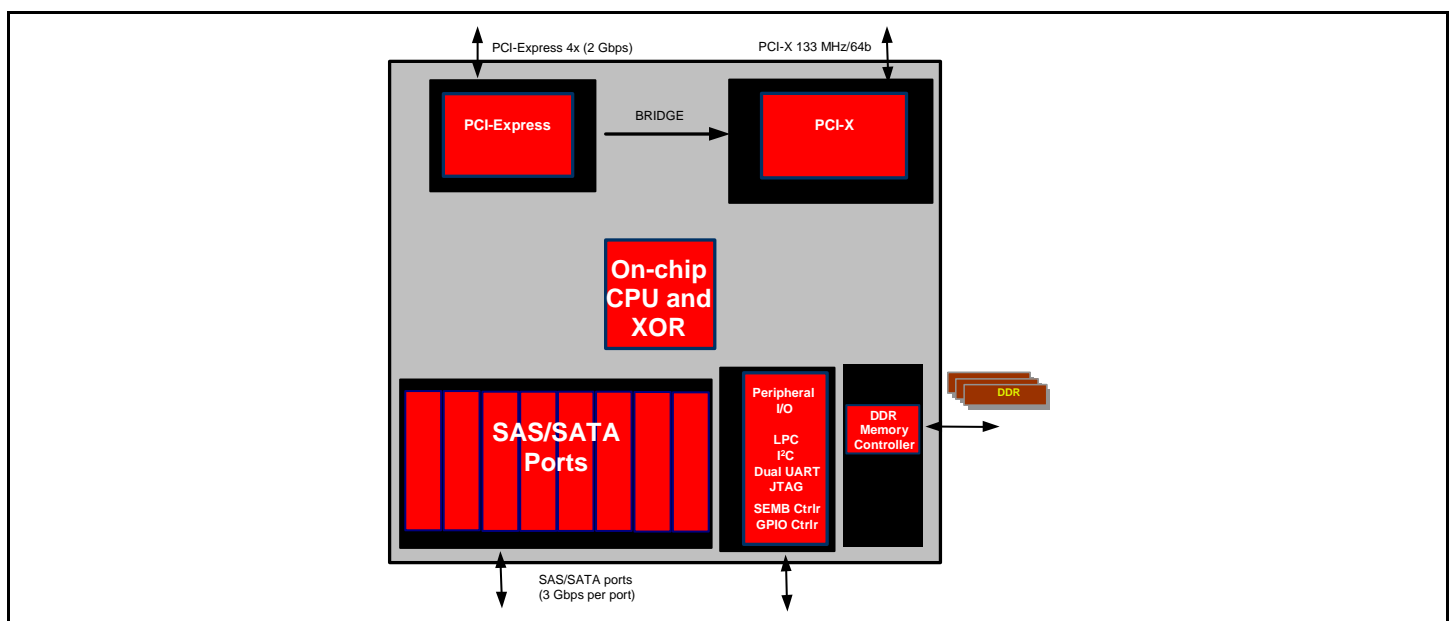 PCI-Express 4x (2 Gbps)
PCI-X 133 MHz/64b
PCI-Express
BRIDGE
PCI-X
On-chip
CPU and
XOR
SAS/SATA
Ports
Peripheral
I/O
LPC
I²C
Dual UART
JTAG
SEMB Ctrlr
GPIO Ctrlr
DDR
Memory
Controller
DDR
SAS/SATA ports
(3 Gbps per port)